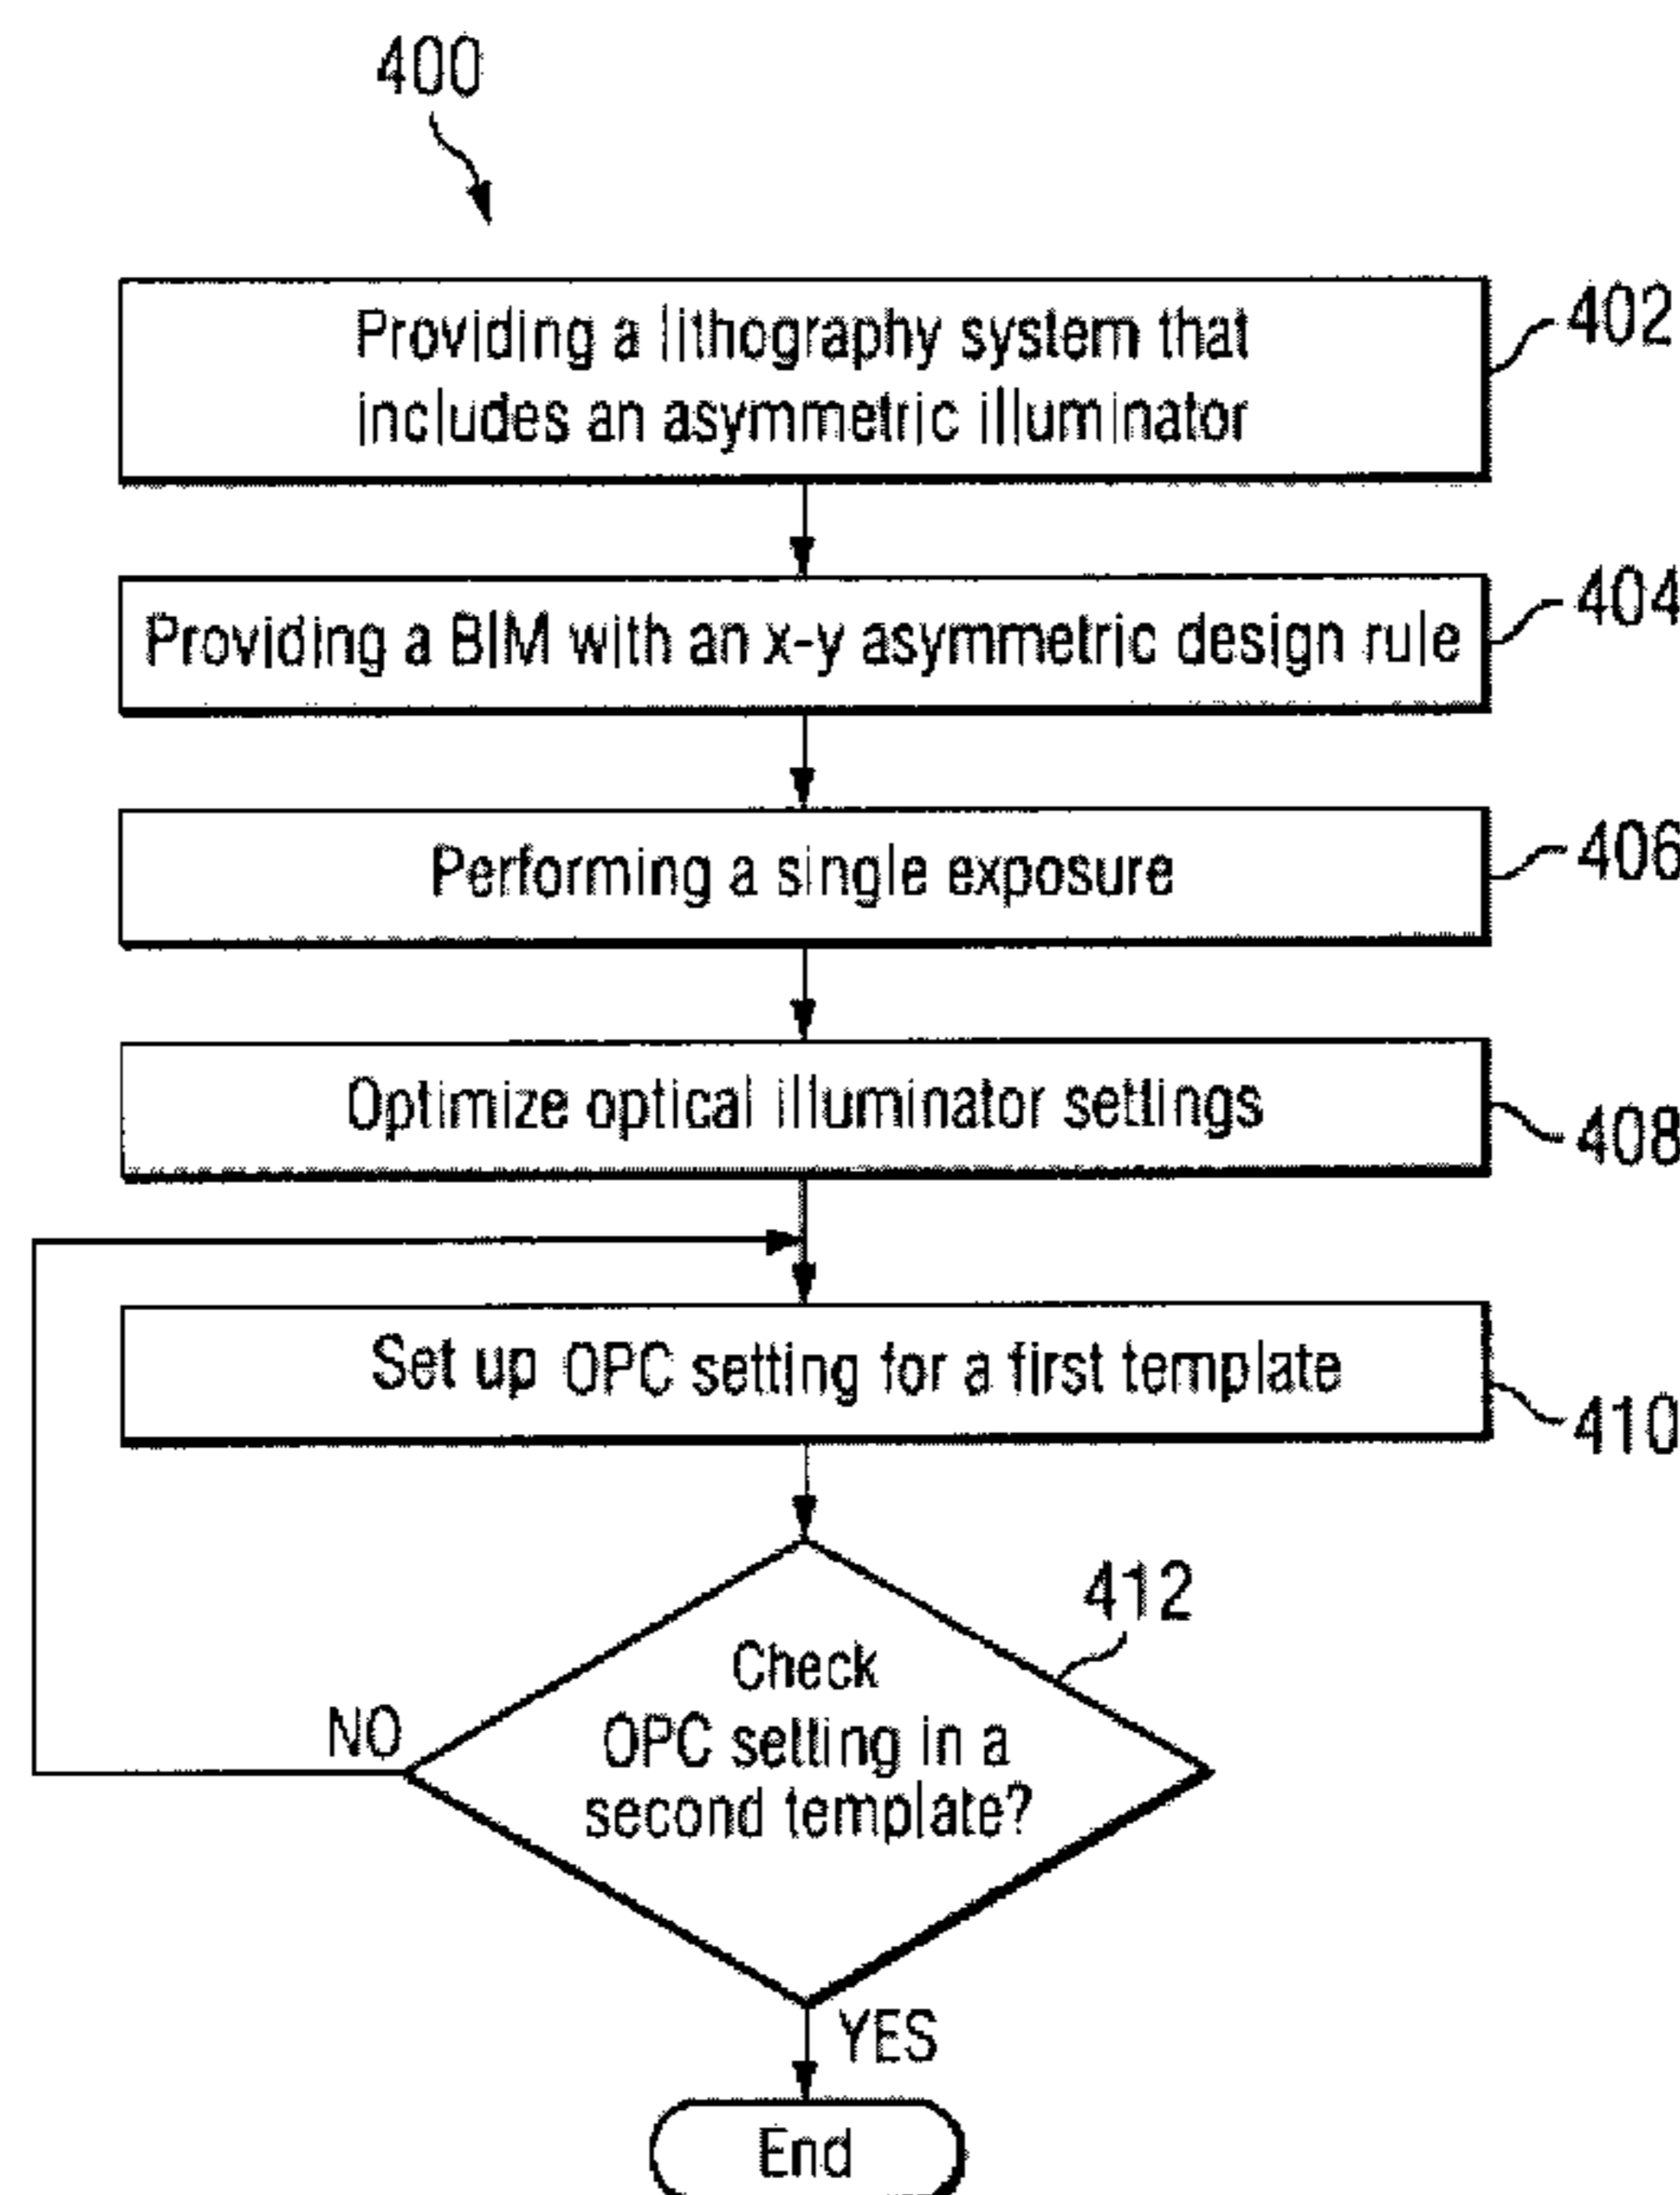 400
Providing a lithography system that
includes an asymmetric illuminator
402
Providing a BIM with an x-y asymmetric design rule
404
Performing a single exposure
406
Optimize optical illuminator settings
408
Set up OPC setting for a first template
410
412
Check
OPC setting in a
second template?
NO
YES
End